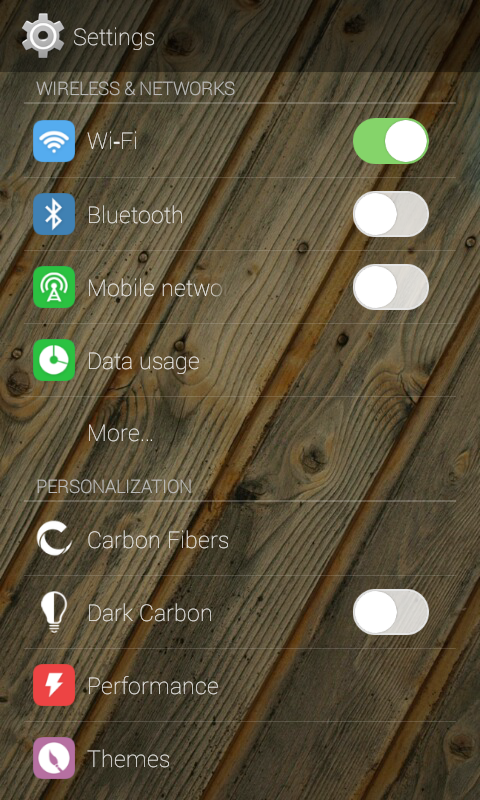 Settings
WIRELESS & NETWORKS
Wi-Fi
Bluetooth
Mobile netwo
Data usage
More...
PERSONALIZATION
Carbon Fibers
Dark Carbon
Performance
Themes